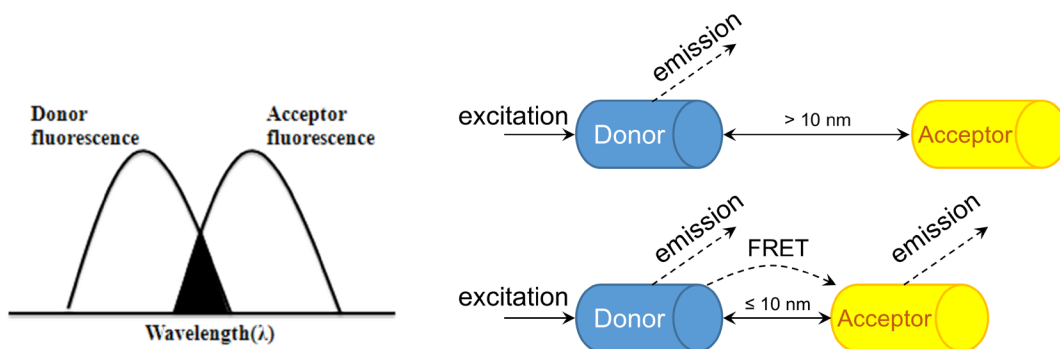 Donor
fluorescence
Acceptor
fluorescence
Wavelength(λ)
emission
excitation
Donor
> 10 nm
Acceptor
emission
FRET
emission
excitation
Donor
≤ 10 nm
Acceptor